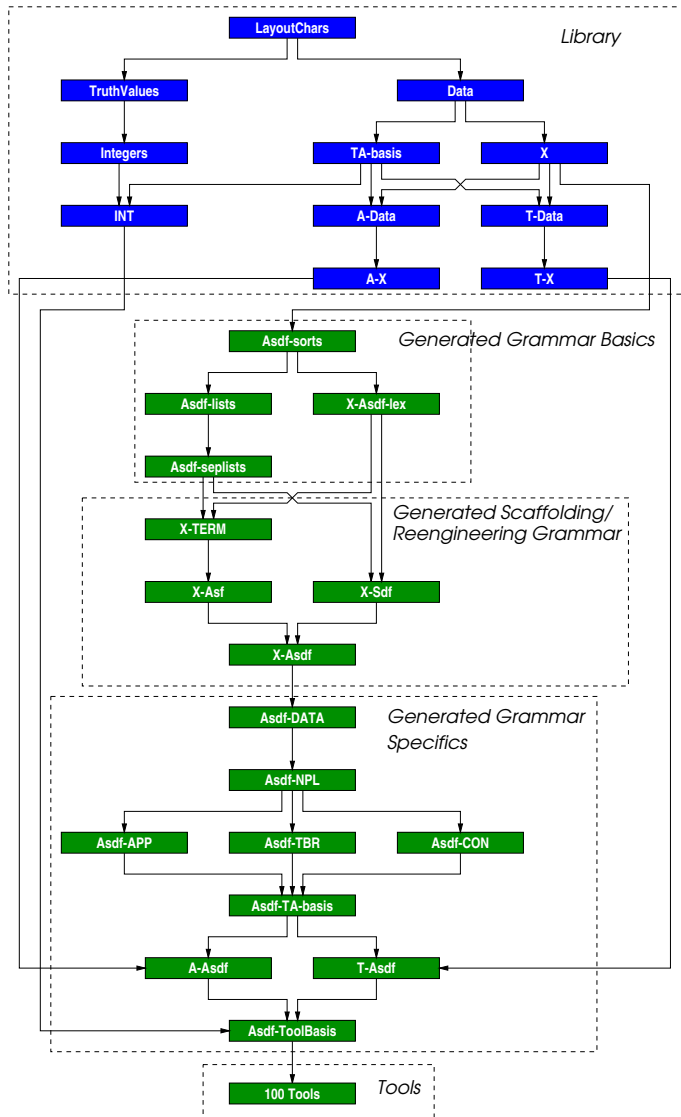 LayoutChars
Library
TruthValues
Data
Integers
TA-basis
X
INT
A-Data
T-Data
A-X
T-X
Asdf-sorts
Generated Grammar Basics
Asdf-lists
X-Asdf-lex
Asdf-seplists
Generated Scaffolding/
Reengineering Grammar
X-TERM
X-Asf
X-Sdf
X-Asdf
Asdf-DATA
Generated Grammar
Specifics
Asdf-NPL
Asdf-APP
Asdf-TBR
Asdf-CON
Asdf-TA-basis
A-Asdf
T-Asdf
Asdf-ToolBasis
100 Tools
Tools